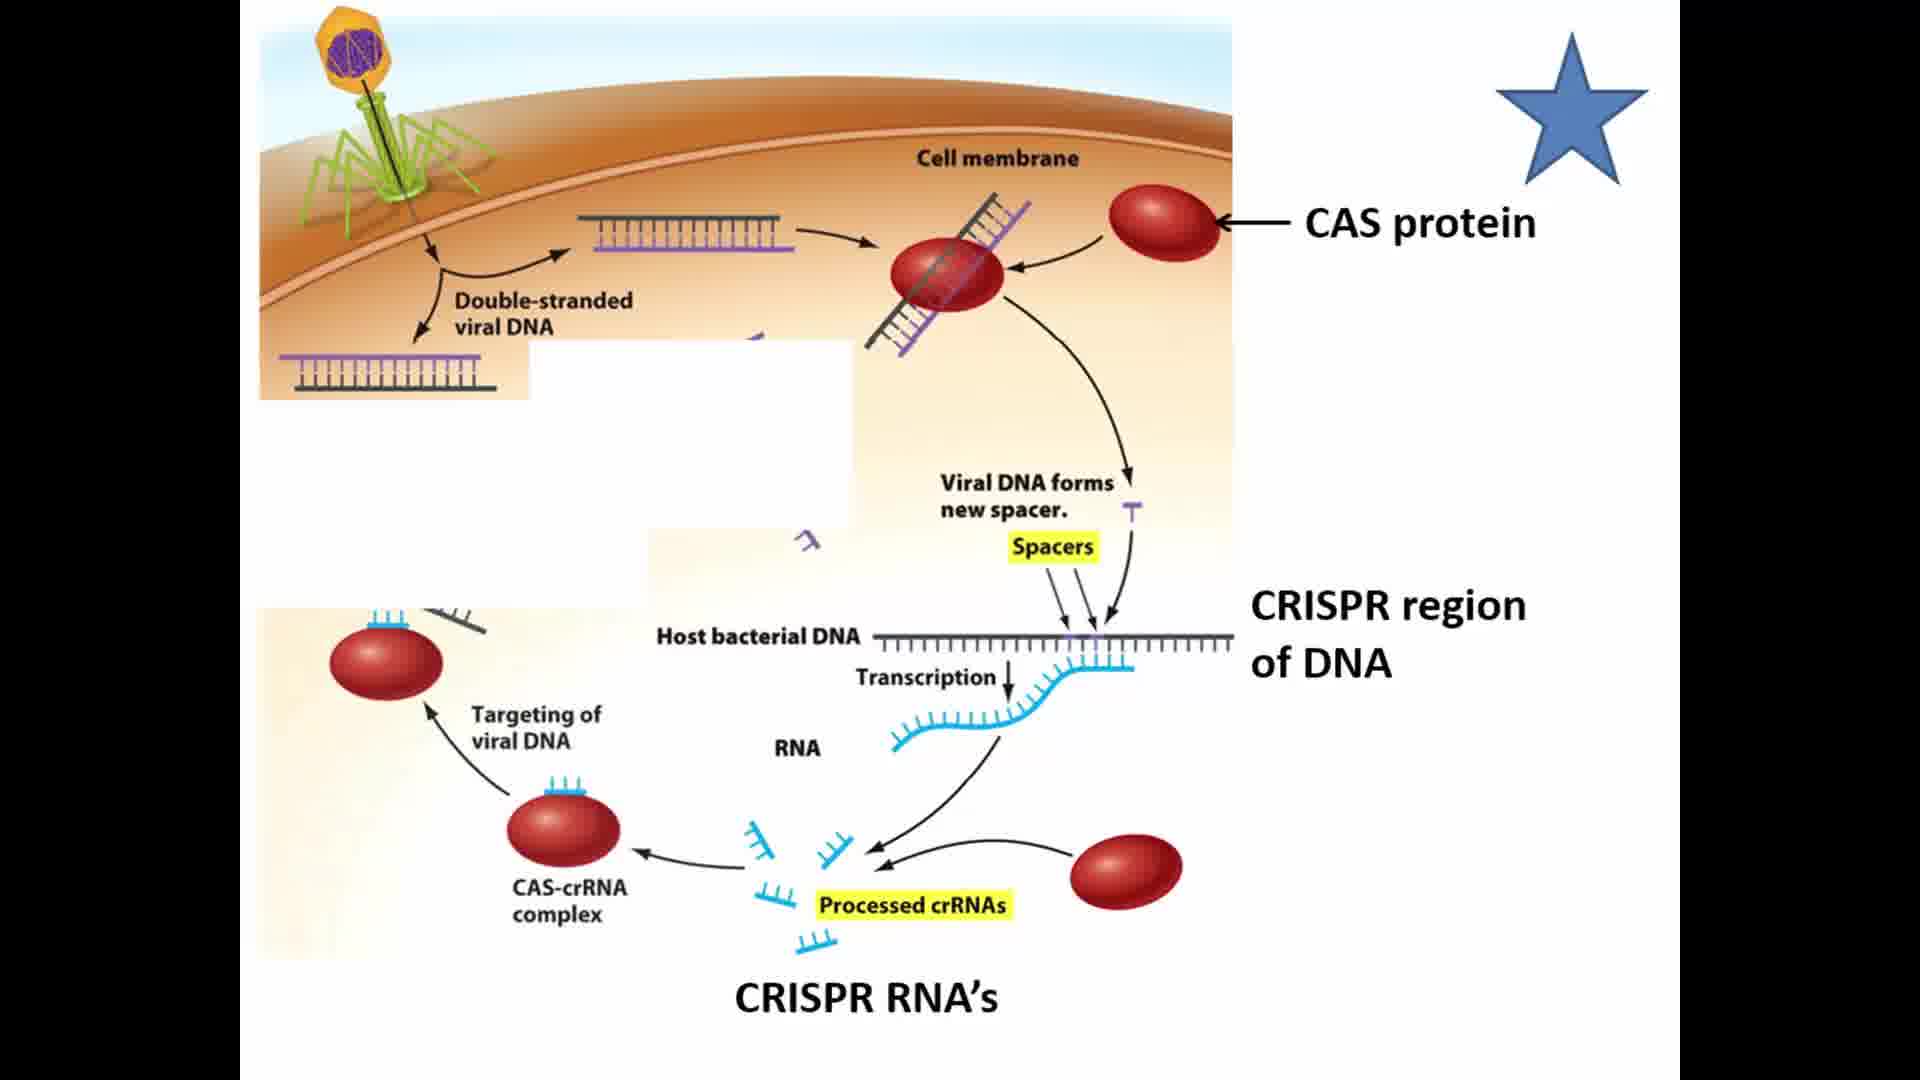 Cell membrane
CAS protein
Double-stranded
viral DNA
Viral DNA forms
new spacer.
Spacers
CRISPR region
of DNA
Host bacterial DNA
Transcription
RNA
Targeting of
viral DNA
CAS-crRNA
complex
Processed crRNAs
CRISPR RNA’s